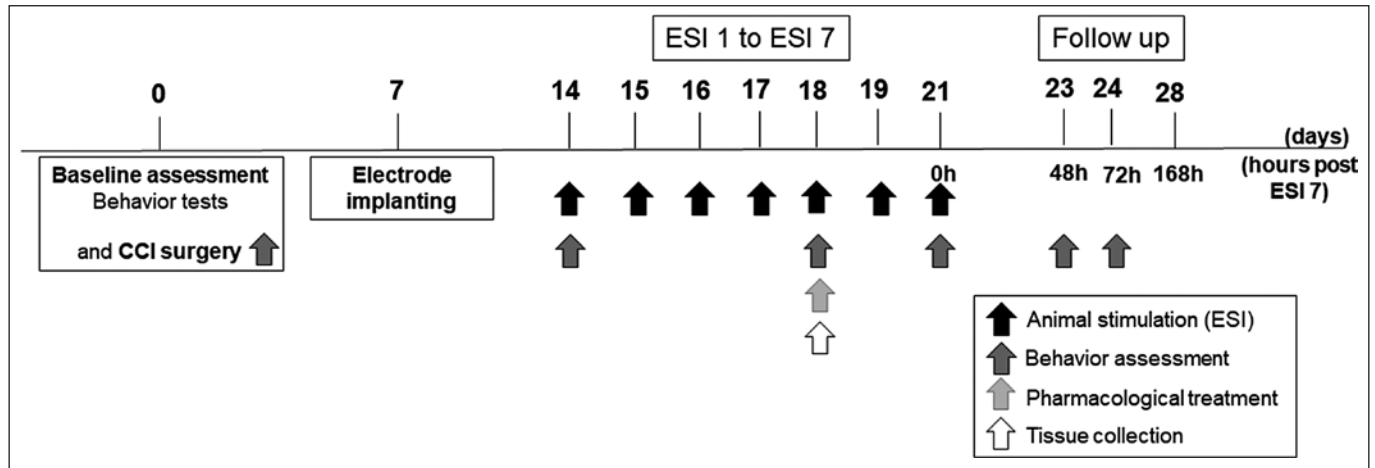 ESI 1 to ESI 7
Follow up
0 7 14 15 16 17 18 19 21 23 24 28
(days)
0h 48h 72h 168h (hours post
ESI 7)
Baseline assessment
Behavior tests
and CCI surgery
Electrode
implanting
Animal stimulation (ESI)
Behavior assessment
Pharmacological treatment
Tissue collection